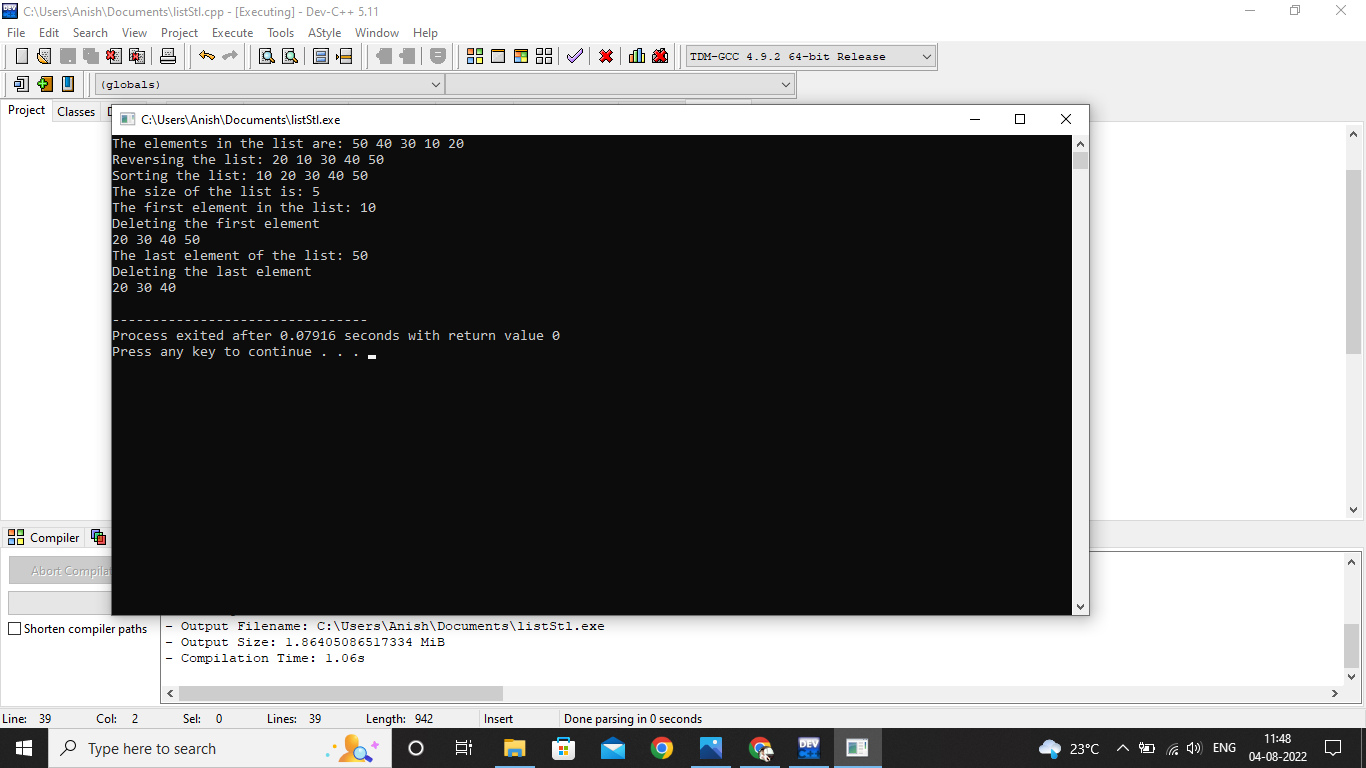 C:\Users\Anish\Documents\listStl.cpp - [Executing] - Dev-C++ 5.11
File Edit Search View Project Execute Tools AStyle Window Help
TDM-GCC 4.9.2 64-bit Release
(globals)
Project Classes
C:\Users\Anish\Documents\listStl.exe
The elements in the list are: 50 40 30 10 20
Reversing the list: 20 10 30 40 50
Sorting the list: 10 20 30 40 50
The size of the list is: 5
The first element in the list: 10
Deleting the first element
20 30 40 50
The last element of the list: 50
Deleting the last element
20 30 40
--------------------------------
Process exited after 0.07916 seconds with return value 0
Press any key to continue . . .
Compiler
Abort Compilat
Shorten compiler paths
- Output Filename: C:\Users\Anish\Documents\listStl.exe
- Output Size: 1.86405086517334 MiB
- Compilation Time: 1.06s
Line: 39 Col: 2 Sel: 0 Lines: 39 Length: 942 Insert Done parsing in 0 seconds
Type here to search
DEV
23°C
ENG
11:48
04-08-2022